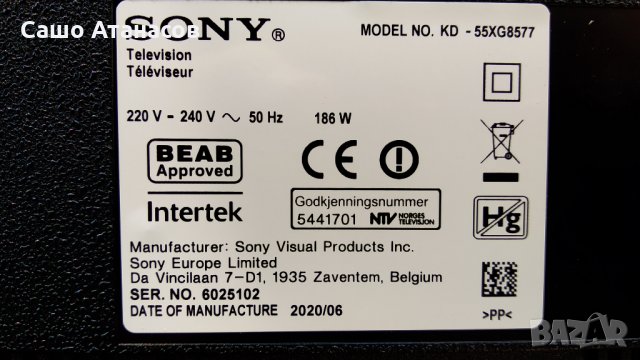 Сашо Атанасов
SONY®
MODEL NO. KD - 55XG8577
Television
Téléviseur
220 V - 240 V ~ 50 Hz 186 W
BEAB
Approved
CE
Intertek
Godkjenningsnummer
5441701 NTV NORGES TELEVISJON
Hg
Manufacturer: Sony Visual Products Inc.
Sony Europe Limited
Da Vincilaan 7-D1, 1935 Zaventem, Belgium
SER. NO. 6025102
DATE OF MANUFACTURE 2020/06
>PP<
BAZAR